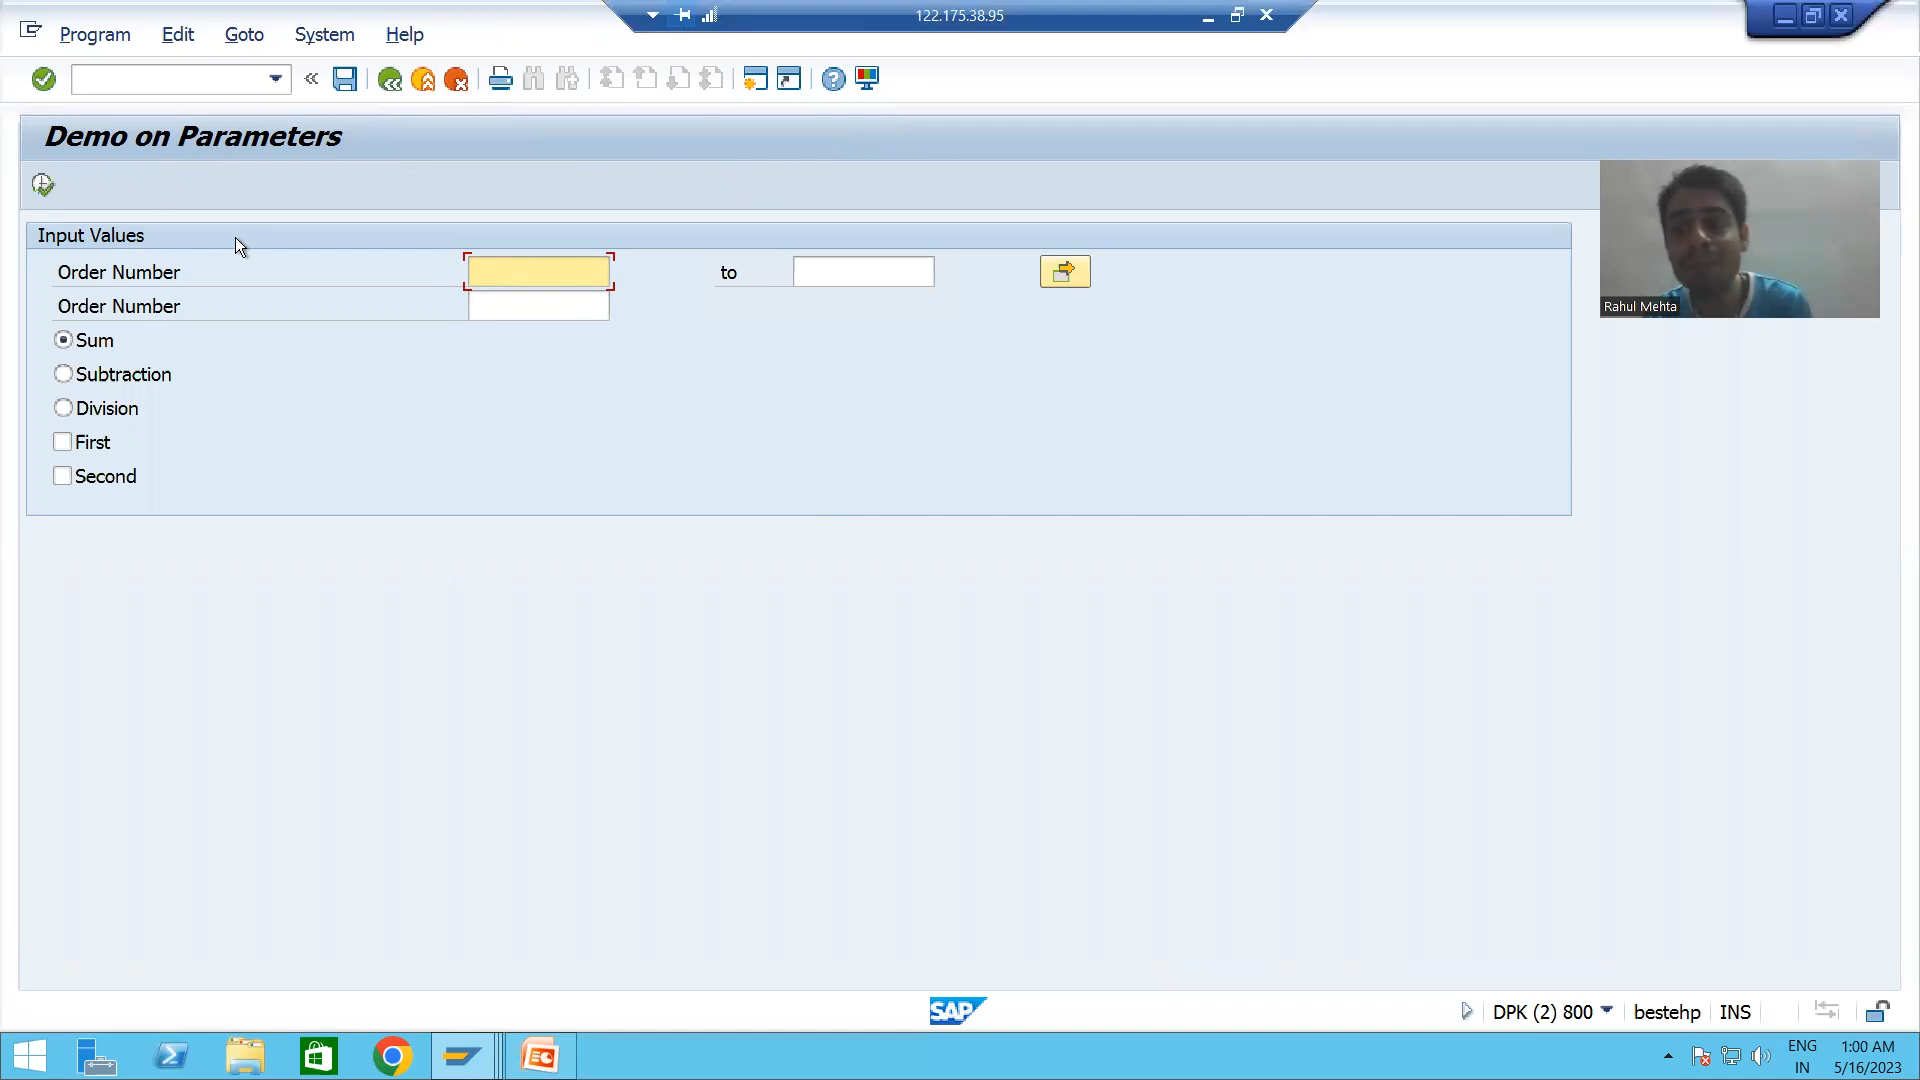 122.175.38.95
Program Edit Goto System Help
Demo on Parameters
Input Values
Order Number to
Order Number
Sum
Subtraction
Division
First
Second
Rahul Mehta
SAP
DPK (2) 800 bestehp INS
ENG 1:00 AM
IN 5/16/2023